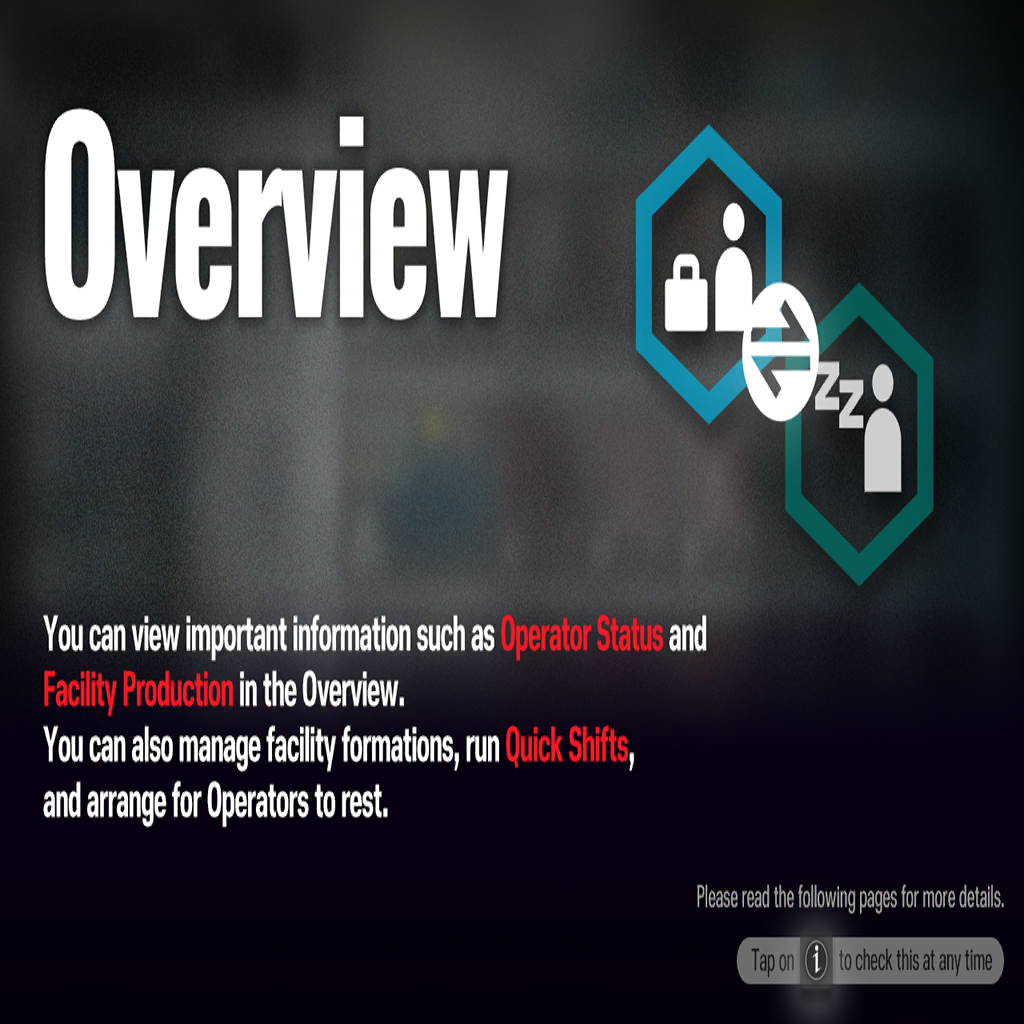 Overview
ZZ
You can view important information such as Operator Status and
Facility Production in the Overview.
You can also manage facility formations, run Quick Shifts,
and arrange for Operators to rest.
Please read the following pages for more details.
Tap on i to check this at any time